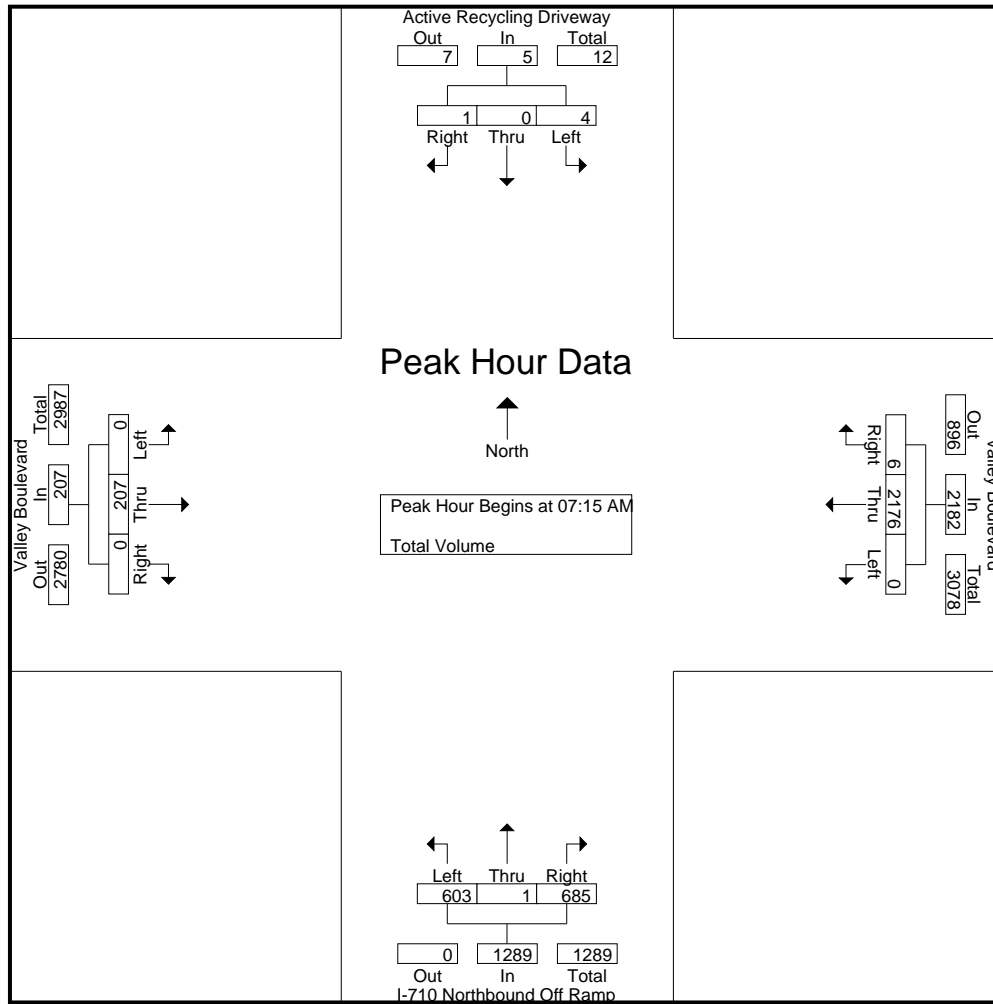 Active Recycling Driveway
Out In Total
7 5 12
1 0 4
Right Thru Left
Peak Hour Data
North
Peak Hour Begins at 07:15 AM
Total Volume
Valley Boulevard
Out In Total
2780 207 2987
0 207 0
Left Thru Right
Valley Boulevard
Out In Total
896 2182 3078
6 2176 0
Right Thru Left
Left Thru Right
603 1 685
0 1289 1289
Out In Total
I-710 Northbound Off Ramp